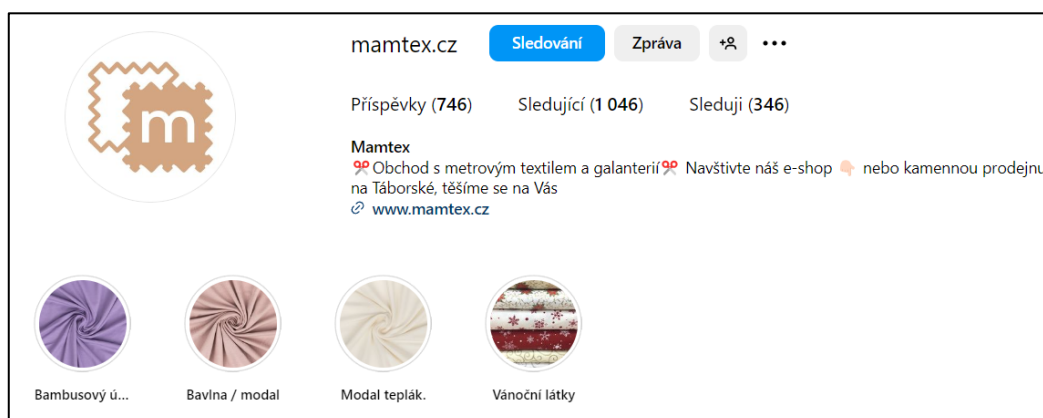 mamtex.cz Sledování Zpráva
Příspěvky (746) Sledující (1 046) Sleduji (346)
Mamtex
Obchod s metrovým textilem a galanterií Navštivte náš e-shop nebo kamennou prodejnu
na Táborské, těšíme se na Vás
www.mamtex.cz
m
Bambusový ú... Bavlna / modal Modal teplák. Vánoční látky